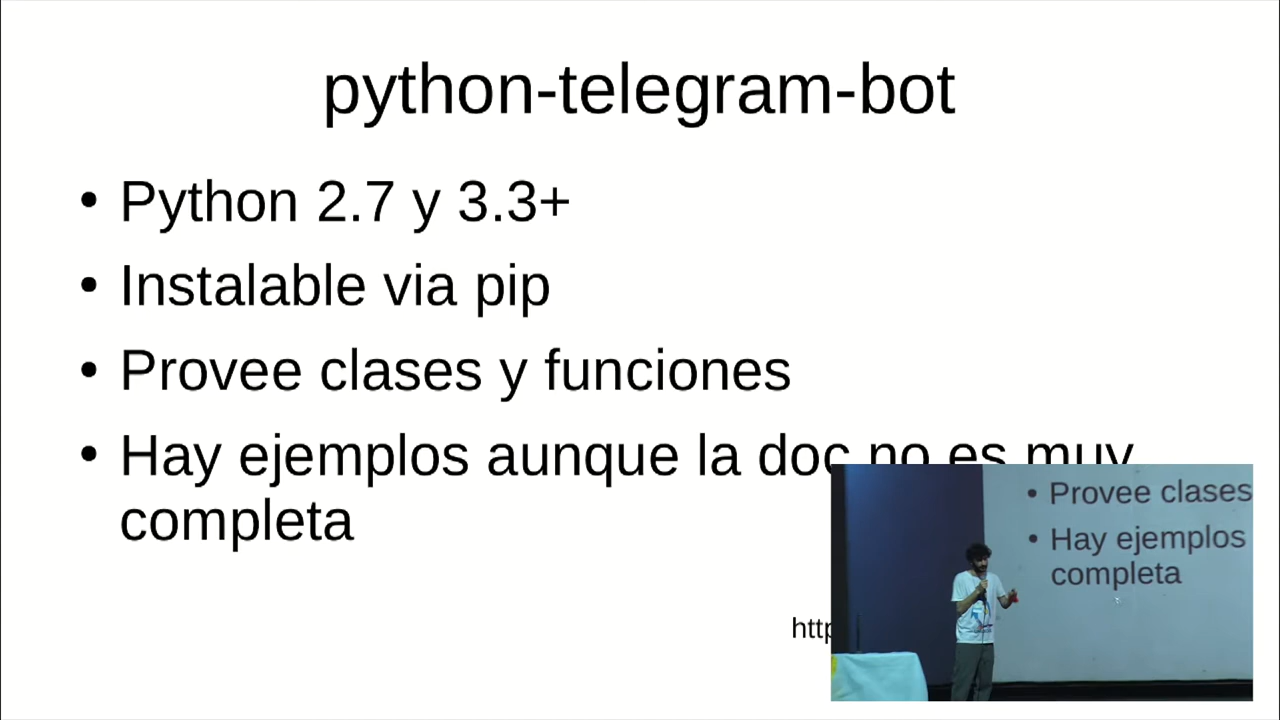 python-telegram-bot
• Python 2.7 y 3.3+
• Instalable via pip
• Provee clases y funciones
• Hay ejemplos aunque la doc no es muy
completa
http
• Provee clases
• Hay ejemplos
completa